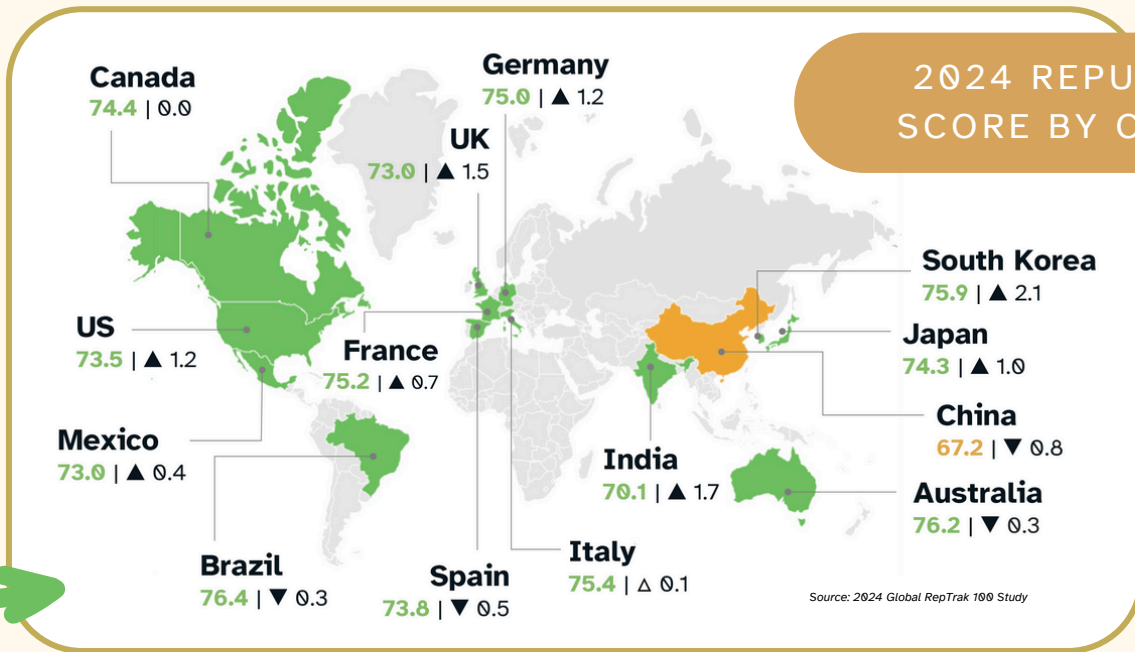 2024 REPU
SCORE BY C
Canada
74.4 | 0.0
Germany
75.0 | ▲ 1.2
UK
73.0 | ▲ 1.5
South Korea
75.9 | ▲ 2.1
US
73.5 | ▲ 1.2
France
75.2 | ▲ 0.7
Japan
74.3 | ▲ 1.0
China
67.2 | ▼ 0.8
Mexico
73.0 | ▲ 0.4
India
70.1 | ▲ 1.7
Australia
76.2 | ▼ 0.3
Brazil
76.4 | ▼ 0.3
Spain
73.8 | ▼ 0.5
Italy
75.4 | △ 0.1
Source: 2024 Global RepTrak 100 Study